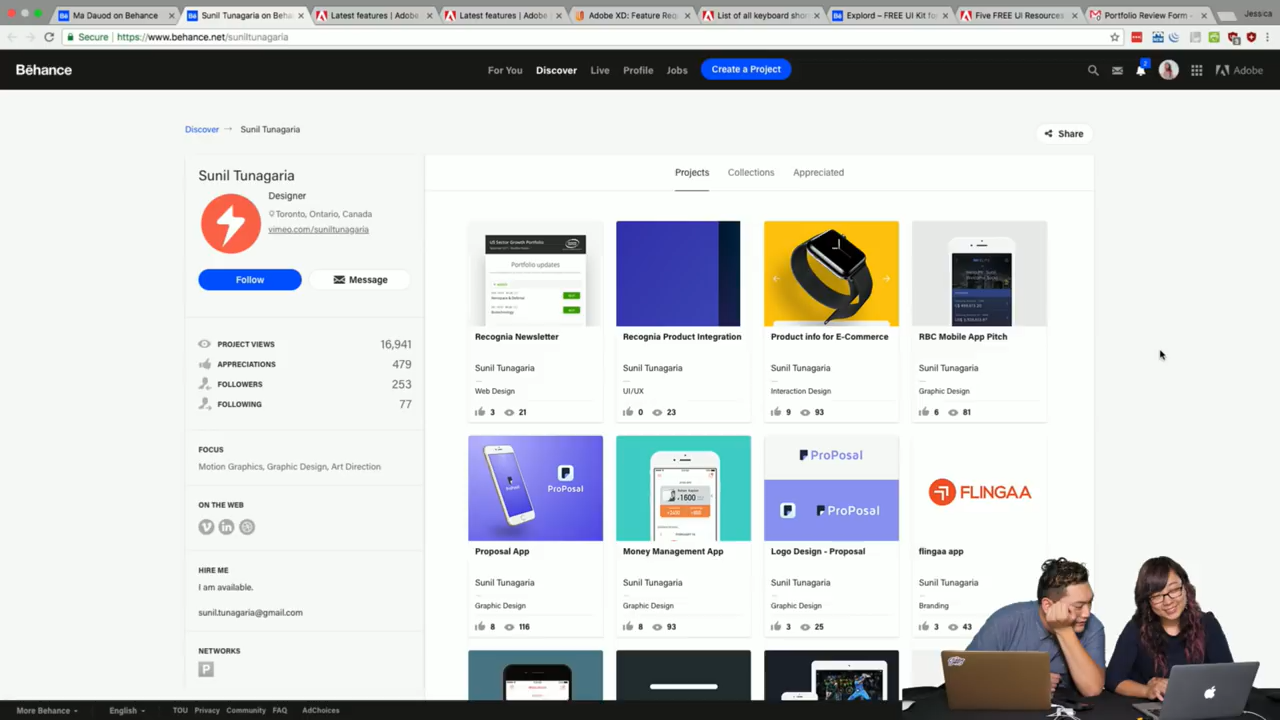 Ma Dauod on Behance
Sunil Tunagaria on Beh
Latest features | Adobe
Latest features | Adobe
Adobe XD: Feature Req
List of all keyboard sho
Explord – FREE UI Kit fo
Five FREE UI Resources
Portfolio Review Form -
Jessica
Secure
https://www.behance.net/suniltunagaria
Bēhance
For You
Discover
Live
Profile
Jobs
Create a Project
2
Adobe
Discover → Sunil Tunagaria
Share
Sunil Tunagaria
Designer
Toronto, Ontario, Canada
vimeo.com/suniltunagaria
Follow
Message
PROJECT VIEWS 16,941
APPRECIATIONS 479
FOLLOWERS 253
FOLLOWING 77
FOCUS
Motion Graphics, Graphic Design, Art Direction
ON THE WEB
HIRE ME
I am available.
sunil.tunagaria@gmail.com
NETWORKS
P
Projects
Collections
Appreciated
Portfolio updates
Recognia Newsletter
Sunil Tunagaria
Web Design
3 21
Recognia Product Integration
Sunil Tunagaria
UI/UX
0 23
Product info for E-Commerce
Sunil Tunagaria
Interaction Design
9 93
RBC Mobile App Pitch
Sunil Tunagaria
Graphic Design
6 81
ProPosal
Proposal App
Sunil Tunagaria
Graphic Design
8 116
1600
Money Management App
Sunil Tunagaria
Graphic Design
8 93
ProPosal
ProPosal
Logo Design - Proposal
Sunil Tunagaria
Graphic Design
3 25
FLINGAA
flingaa app
Sunil Tunagaria
Branding
3 43
More Behance
English
TOU
Privacy
Community
FAQ
AdChoices